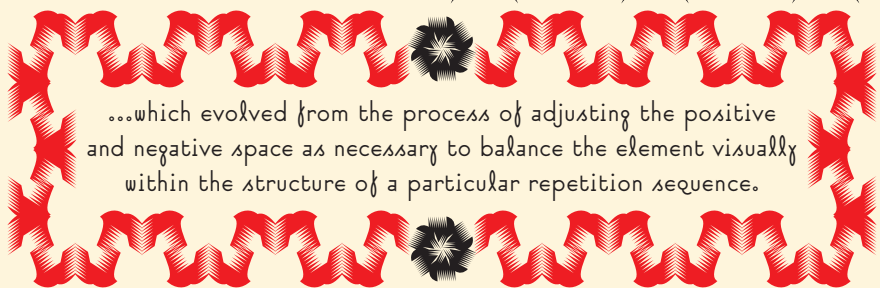 ...which evolved from the process of adjusting the positive
and negative space as necessary to balance the element visually
within the structure of a particular repetition sequence.